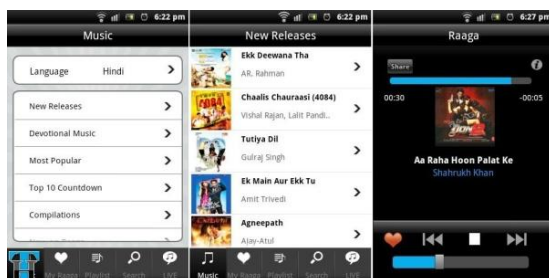 6:22 pm
Music
Language Hindi
New Releases
Devotional Music
Most Popular
Top 10 Countdown
Compilations
My Raaga Playlist Search LIVE
6:22 pm
New Releases
Ekk Deewana Tha
AR. Rahman
Chaalis Chauraasi (4084)
Vishal Rajan, Lalit Pandi..
Tutiya Dil
Gulraj Singh
Ek Main Aur Ekk Tu
Amit Trivedi
Agneepath
Ajay-Atul
Music My Raaga Playlist Search LIVE
6:27 pm
Raaga
Share
00:30 -00:05
Aa Raha Hoon Palat Ke
Shahrukh Khan